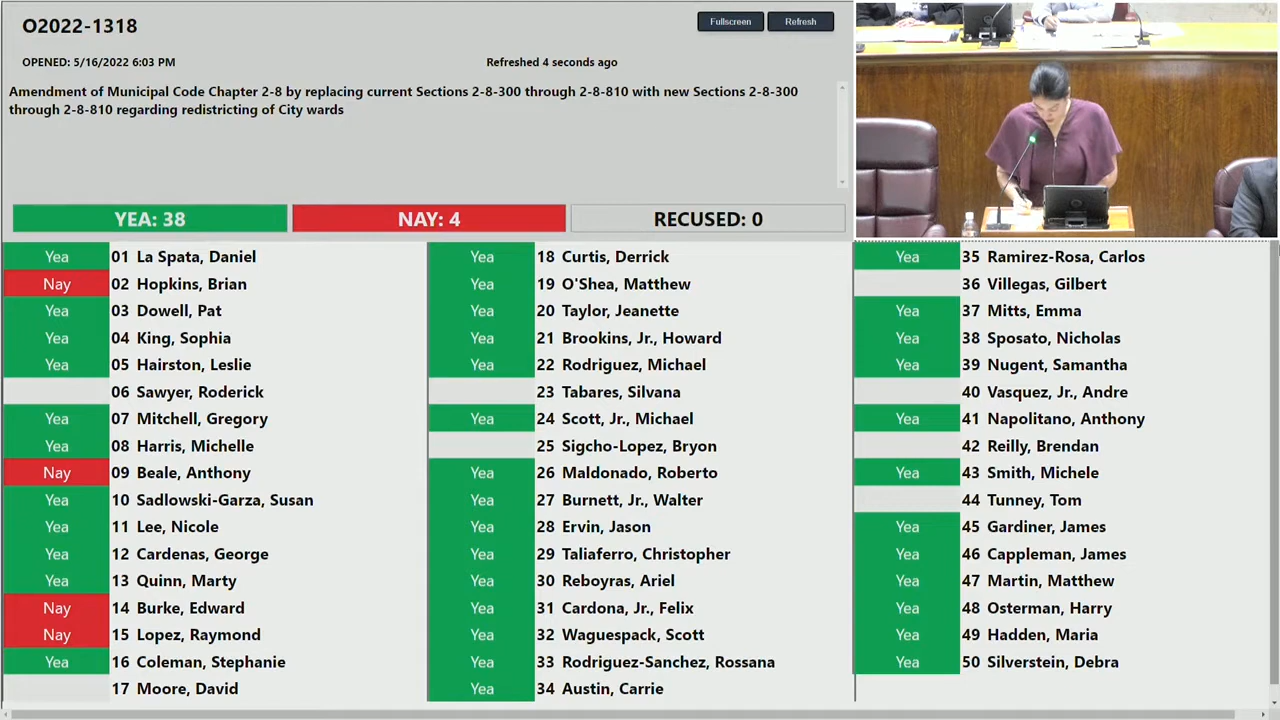 O2022-1318
Fullscreen
Refresh
OPENED: 5/16/2022 6:03 PM
Refreshed 4 seconds ago
Amendment of Municipal Code Chapter 2-8 by replacing current Sections 2-8-300 through 2-8-810 with new Sections 2-8-300
through 2-8-810 regarding redistricting of City wards
YEA: 38
NAY: 4
RECUSED: 0
Yea 01 La Spata, Daniel
Nay 02 Hopkins, Brian
Yea 03 Dowell, Pat
Yea 04 King, Sophia
Yea 05 Hairston, Leslie
06 Sawyer, Roderick
Yea 07 Mitchell, Gregory
Yea 08 Harris, Michelle
Nay 09 Beale, Anthony
Yea 10 Sadlowski-Garza, Susan
Yea 11 Lee, Nicole
Yea 12 Cardenas, George
Yea 13 Quinn, Marty
Nay 14 Burke, Edward
Nay 15 Lopez, Raymond
Yea 16 Coleman, Stephanie
17 Moore, David
Yea 18 Curtis, Derrick
Yea 19 O'Shea, Matthew
Yea 20 Taylor, Jeanette
Yea 21 Brookins, Jr., Howard
Yea 22 Rodriguez, Michael
23 Tabares, Silvana
Yea 24 Scott, Jr., Michael
25 Sigcho-Lopez, Bryon
Yea 26 Maldonado, Roberto
Yea 27 Burnett, Jr., Walter
Yea 28 Ervin, Jason
Yea 29 Taliaferro, Christopher
Yea 30 Reboyras, Ariel
Yea 31 Cardona, Jr., Felix
Yea 32 Waguespack, Scott
Yea 33 Rodriguez-Sanchez, Rossana
Yea 34 Austin, Carrie
Yea 35 Ramirez-Rosa, Carlos
36 Villegas, Gilbert
Yea 37 Mitts, Emma
Yea 38 Sposato, Nicholas
Yea 39 Nugent, Samantha
40 Vasquez, Jr., Andre
Yea 41 Napolitano, Anthony
42 Reilly, Brendan
Yea 43 Smith, Michele
44 Tunney, Tom
Yea 45 Gardiner, James
Yea 46 Cappleman, James
Yea 47 Martin, Matthew
Yea 48 Osterman, Harry
Yea 49 Hadden, Maria
Yea 50 Silverstein, Debra